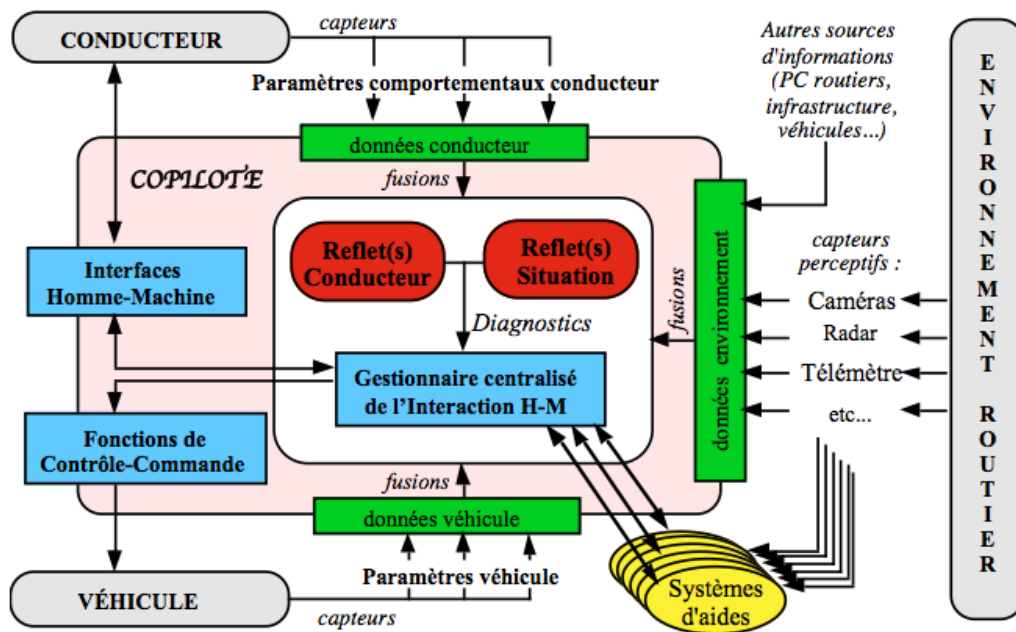 CONDUCTEUR
capteurs
Paramètres comportementaux conducteur
données conducteur
fusions
COPILOTE
Autres sources
d'informations
(PC routiers,
infrastructure,
véhicules...)
ENVIRONNEMENT ROUTIER
Interfaces
Homme-Machine
Reflet(s)
Conducteur
Reflet(s)
Situation
Diagnostics
Gestionnaire centralisé
de l'Interaction H-M
fusions
données environnement
capteurs
perceptifs :
Caméras
Radar
Télémètre
etc...
Fonctions de
Contrôle-Commande
fusions
données véhicule
Paramètres véhicule
VÉHICULE
capteurs
Systèmes
d'aides